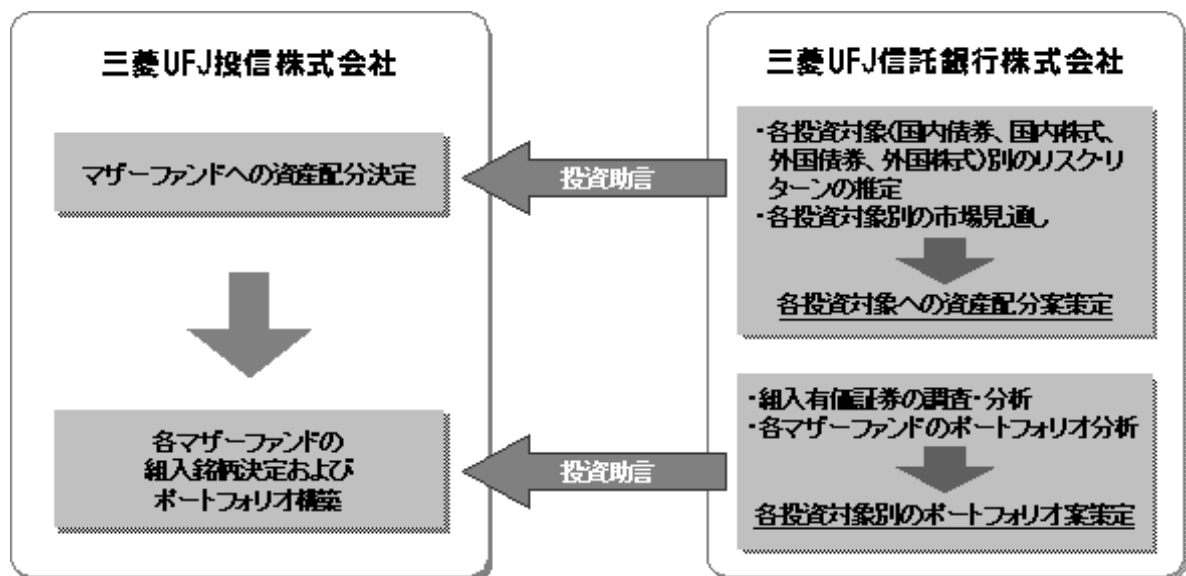 三菱UFJ投信株式会社
マザーファンドへの資産配分決定
各マザーファンドの
組入銘柄決定および
ポートフォリオ構築
投資助言
投資助言
三菱UFJ信託銀行株式会社
・各投資対象(国内債券、国内株式、
外国債券、外国株式)別のリスク・リ
ターンの推定
・各投資対象別の市場見通し
各投資対象への資産配分案策定
・組入有価証券の調査・分析
・各マザーファンドのポートフォリオ分析
各投資対象別のポートフォリオ案策定